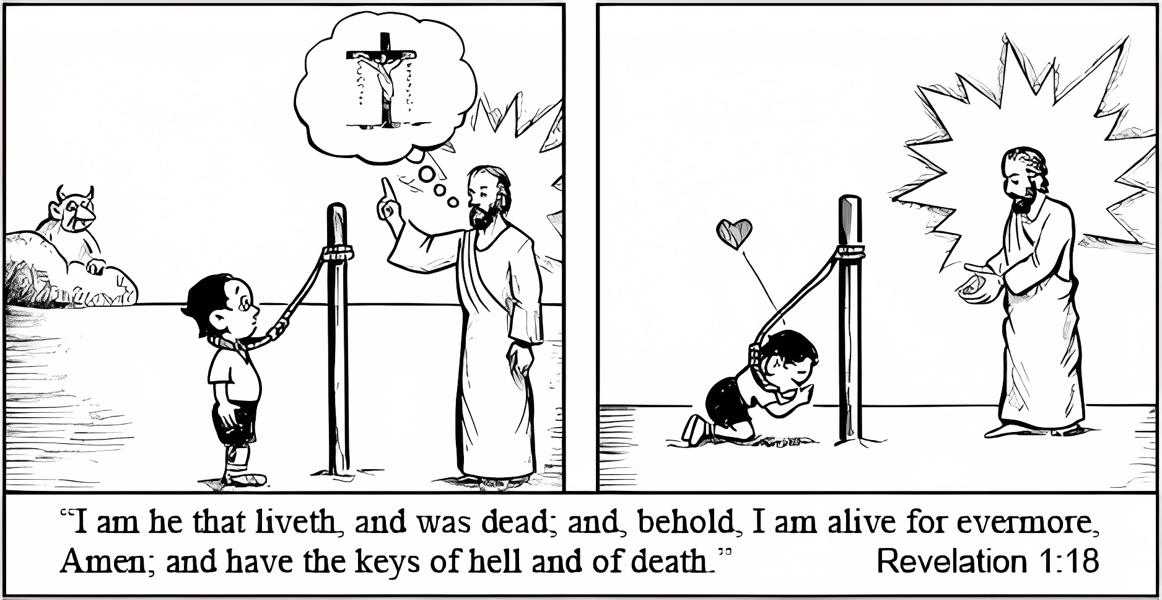 “I am he that liveth, and was dead; and, behold, I am alive for evermore,
Amen; and have the keys of hell and of death.” Revelation 1:18